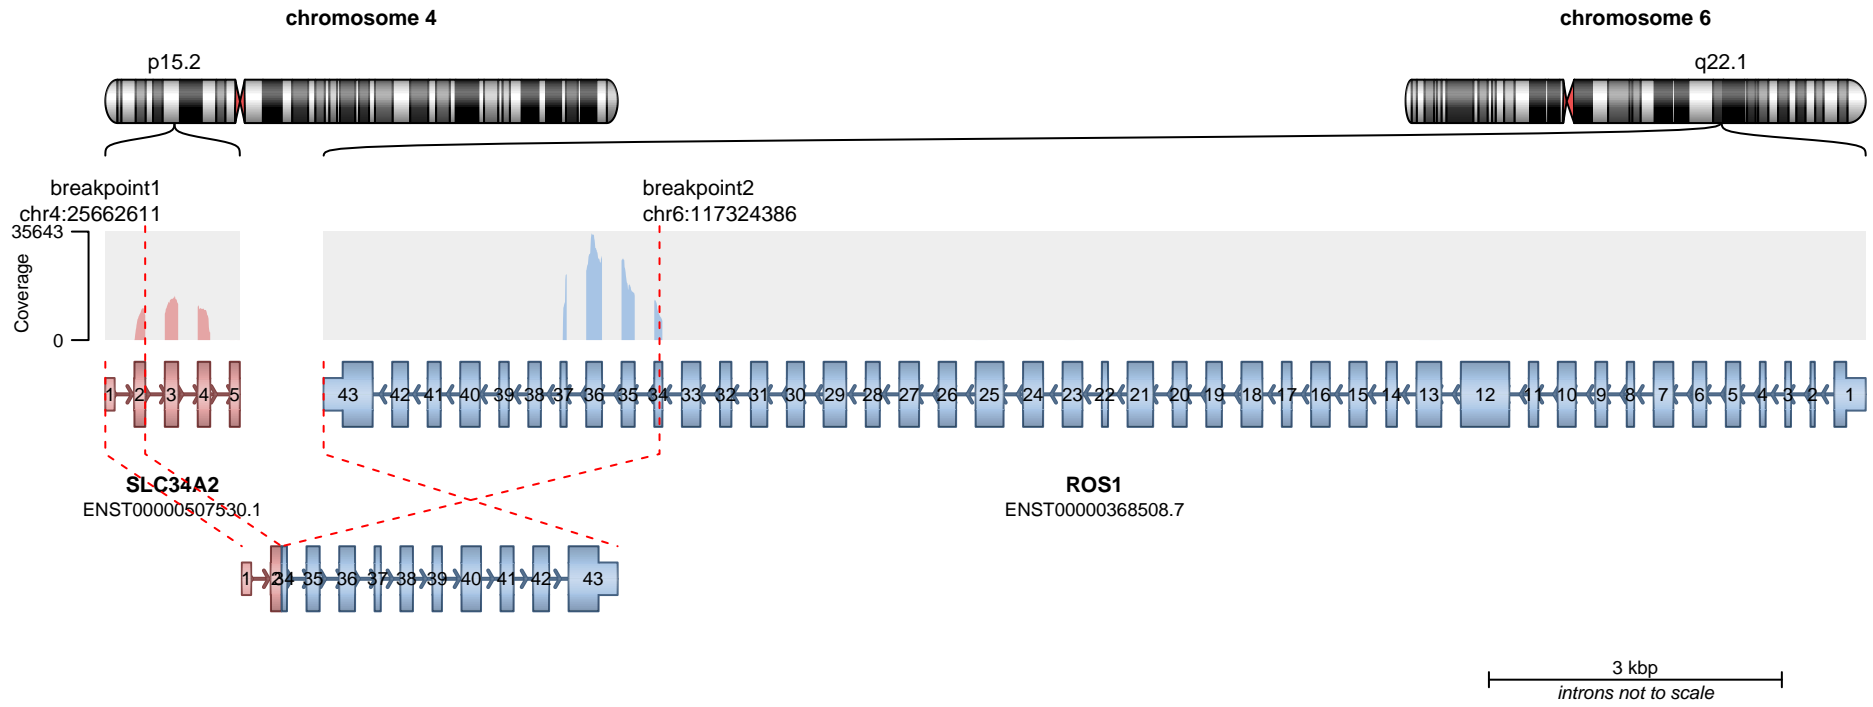 chromosome 4
chromosome 6
p15.2
q22.1
breakpoint1
chr4:25662611
breakpoint2
chr6:117324386
35643
Coverage
0
1 2 3 4 5
43 42 41 40 39 38 37 36 35 34 33 32 31 30 29 28 27 26 25 24 23 22 21 20 19 18 17 16 15 14 13 12 11 10 9 8 7 6 5 4 3 2 1
SLC34A2
ENST00000507530.1
ROS1
ENST00000368508.7
1 2 34 35 36 37 38 39 40 41 42 43
3 kbp
introns not to scale